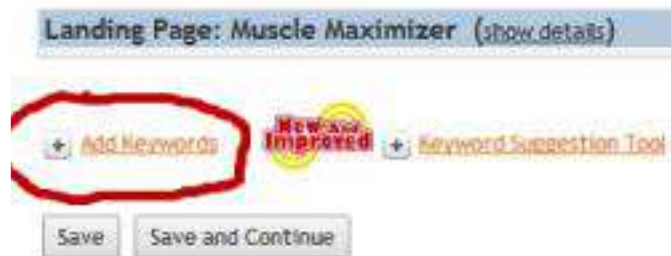 Landing Page: Muscle Maximizer (show details)
+ Add Keywords New and Improved + Keyword Suggestion Tool
Save Save and Continue